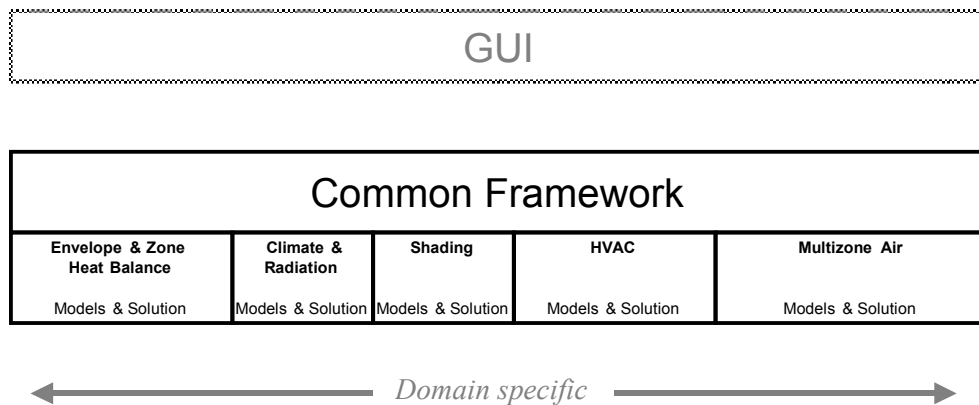 GUI
Common Framework
Envelope & Zone
Heat Balance
Models & Solution
Climate &
Radiation
Models & Solution
Shading
Models & Solution
HVAC
Models & Solution
Multizone Air
Models & Solution
Domain specific